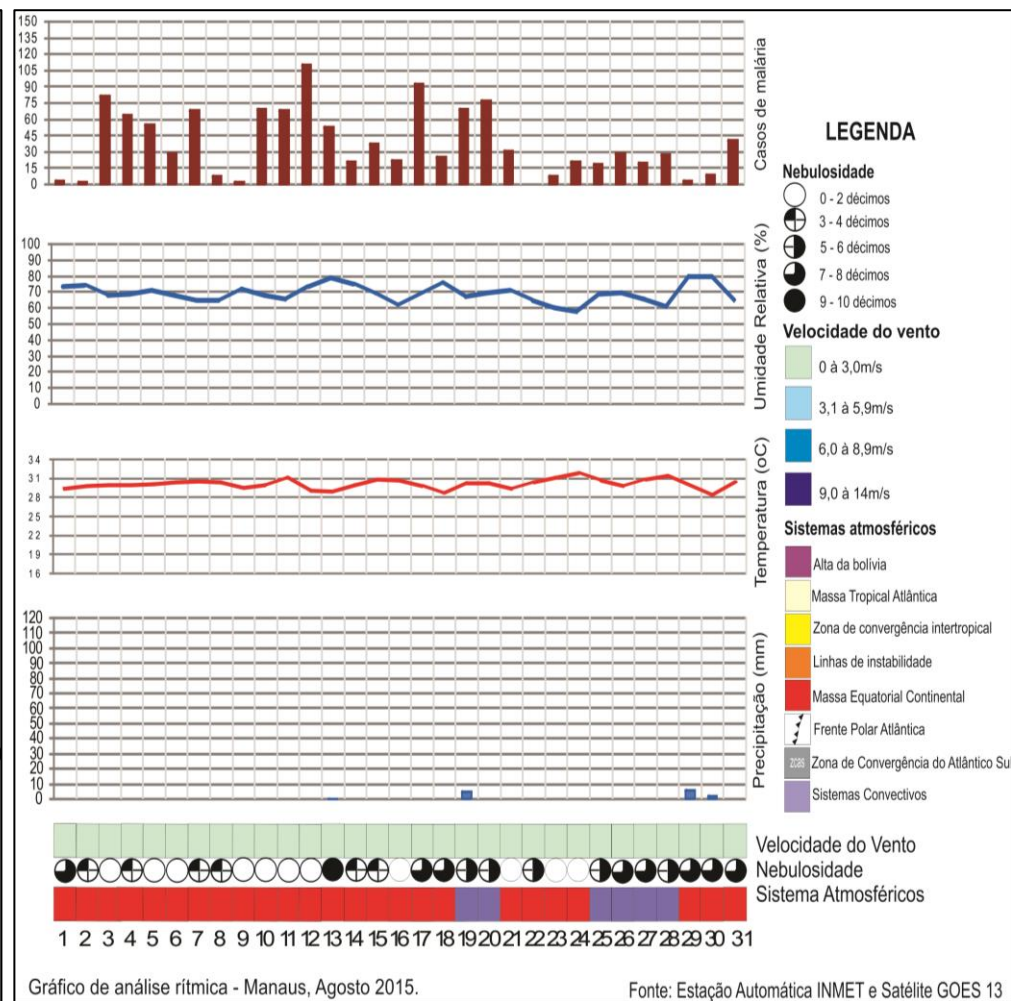 150
135
120
105
90
75
60
45
30
15
0
Casos de malária
100
90
80
70
60
50
40
30
20
10
0
Umidade Relativa (%)
34
31
28
25
22
19
16
Temperatura (oC)
120
110
100
90
80
70
60
50
40
30
20
10
0
Precipitação (mm)
Velocidade do Vento
Nebulosidade
Sistema Atmosféricos
1 2 3 4 5 6 7 8 9 10 11 12 13 14 15 16 17 18 19 20 21 22 23 24 25 26 27 28 29 30 31
LEGENDA
Nebulosidade
0 - 2 décimos
3 - 4 décimos
5 - 6 décimos
7 - 8 décimos
9 - 10 décimos
Velocidade do vento
0 à 3,0m/s
3,1 à 5,9m/s
6,0 à 8,9m/s
9,0 à 14m/s
Sistemas atmosféricos
Alta da bolívia
Massa Tropical Atlântica
Zona de convergência intertropical
Linhas de instabilidade
Massa Equatorial Continental
Frente Polar Atlântica
zcas
Zona de Convergência do Atlântico Sul
Sistemas Convectivos
Gráfico de análise rítmica - Manaus, Agosto 2015.
Fonte: Estação Automática INMET e Satélite GOES 13